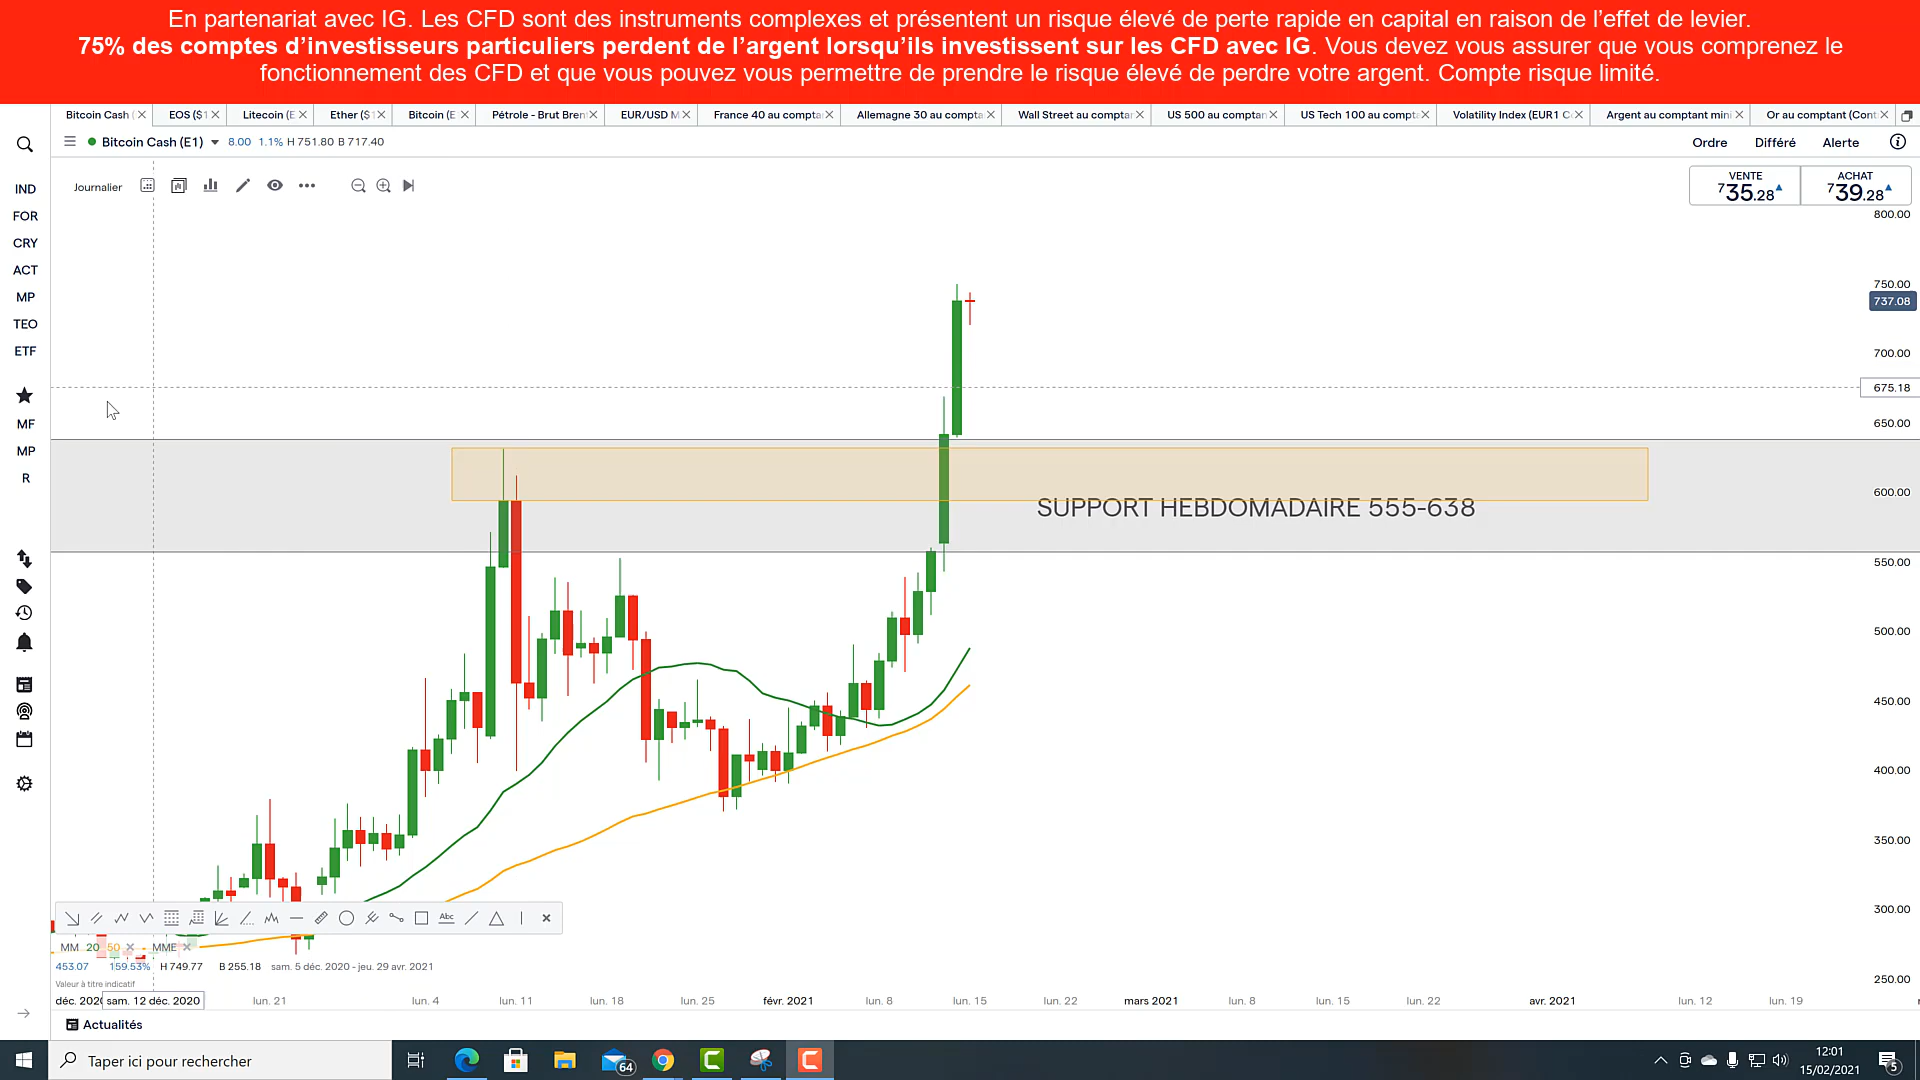 En partenariat avec IG. Les CFD sont des instruments complexes et présentent un risque élevé de perte rapide en capital en raison de l’effet de levier.
75% des comptes d’investisseurs particuliers perdent de l’argent lorsqu’ils investissent sur les CFD avec IG. Vous devez vous assurer que vous comprenez le
fonctionnement des CFD et que vous pouvez vous permettre de prendre le risque élevé de perdre votre argent. Compte risque limité.
Bitcoin Cash ( EOS ($1 Litecoin (E Ether ($1 Bitcoin (E Pétrole - Brut Bren EUR/USD M France 40 au compta Allemagne 30 au compta Wall Street au comptan US 500 au comptan US Tech 100 au compt Volatility Index (EUR1 C Argent au comptant mini Or au comptant (Cont
Bitcoin Cash (E1) 8.00 1.1% H 751.80 B 717.40 Ordre Différé Alerte
Journalier
VENTE ACHAT
735.28 739.28
IND
FOR
CRY
ACT
MP
TEO
ETF
MF
MP
R
800.00
750.00
737.08
700.00
675.18
650.00
600.00
550.00
500.00
450.00
400.00
350.00
300.00
250.00
SUPPORT HEBDOMADAIRE 555-638
Abc
MM 20 50 - MME
453.07 159.53% H 749.77 B 255.18 sam. 5 déc. 2020 - jeu. 29 avr. 2021
Valeur à titre indicatif
déc. 2020 sam. 12 déc. 2020 lun. 21 lun. 4 lun. 11 lun. 18 lun. 25 févr. 2021 lun. 8 lun. 15 lun. 22 mars 2021 lun. 8 lun. 15 lun. 22 avr. 2021 lun. 12 lun. 19
Actualités
Taper ici pour rechercher
64
12:01
15/02/2021
5